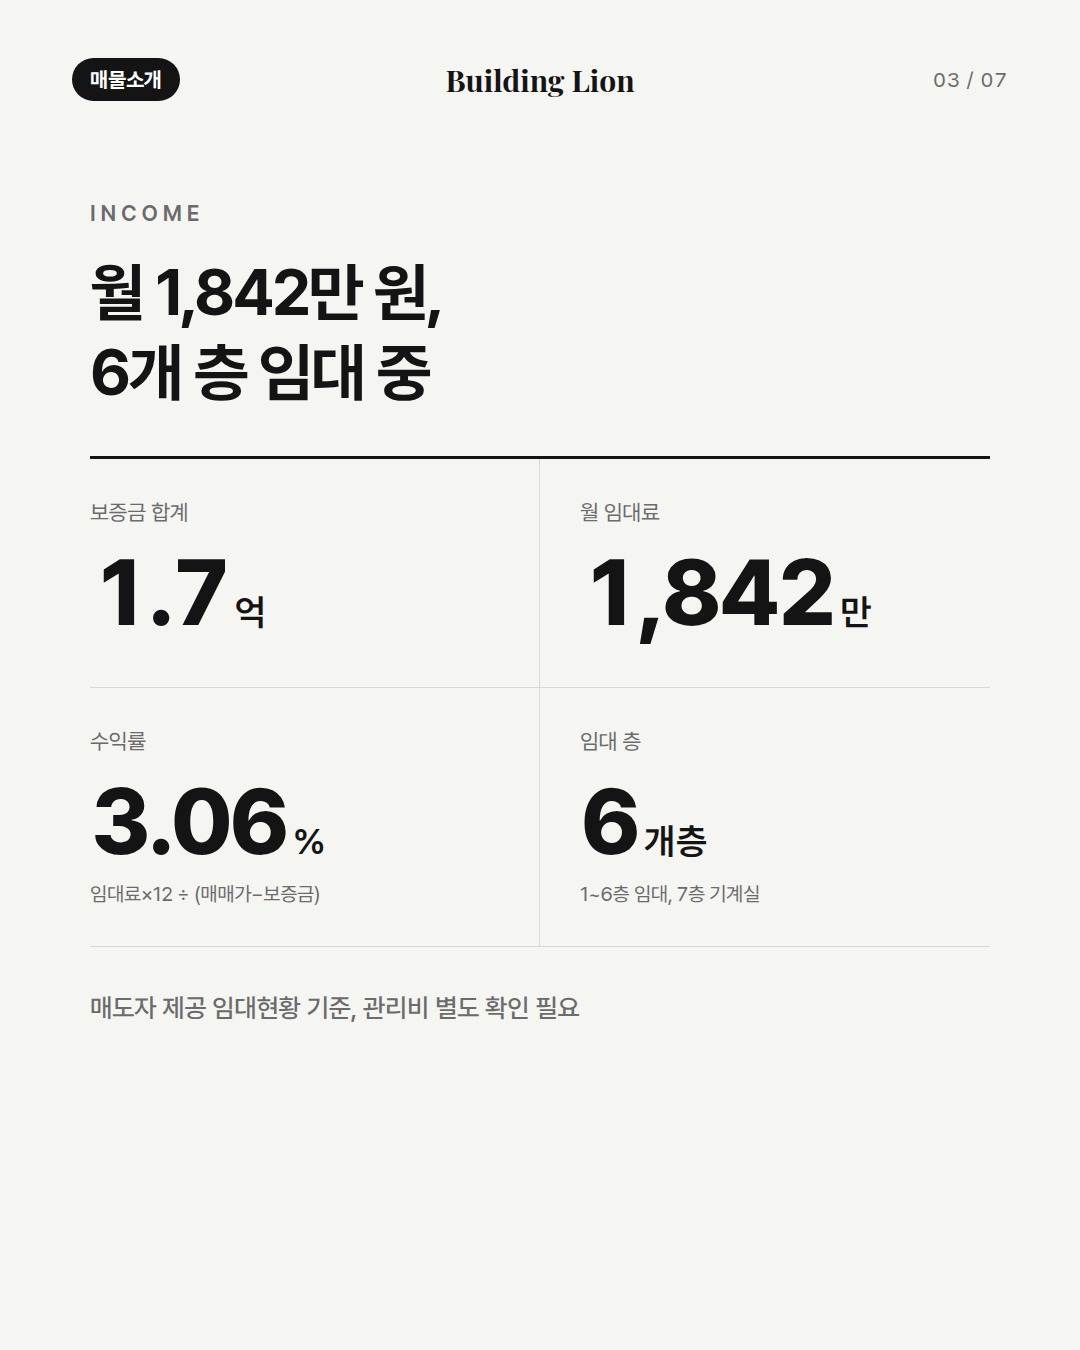 매물소개
Building Lion
03 / 07
INCOME
월 1,842만 원,
6개 층 임대 중
보증금 합계
1.7억
월 임대료
1,842만
수익률
3.06%
임대료×12 ÷ (매매가−보증금)
임대 층
6개층
1~6층 임대, 7층 기계실
매도자 제공 임대현황 기준, 관리비 별도 확인 필요